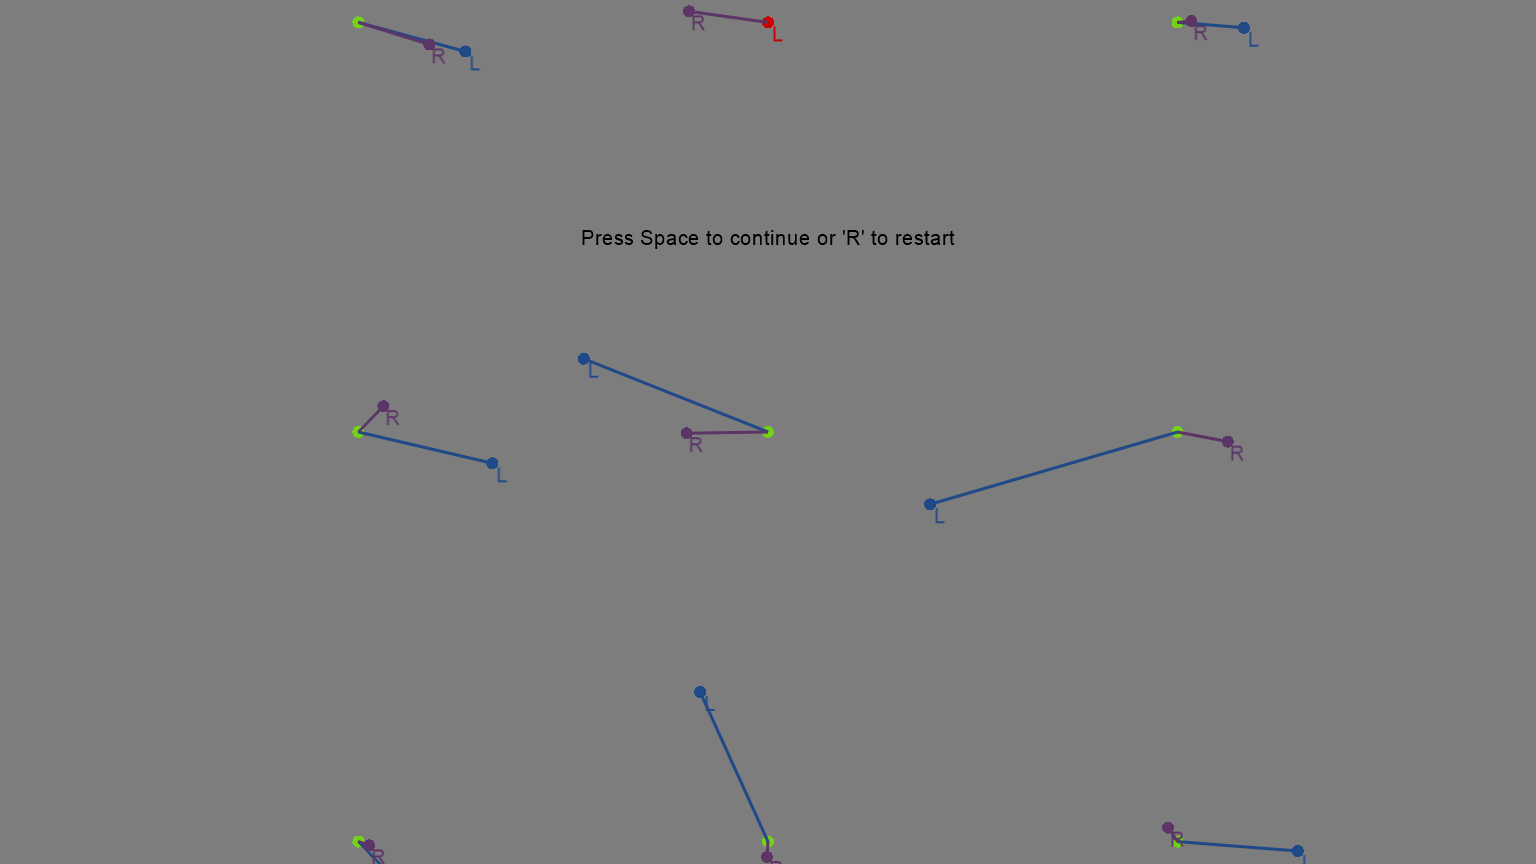 R L R L
R L
Press Space to continue or 'R' to restart
L
R R R
L L
L
R R R L